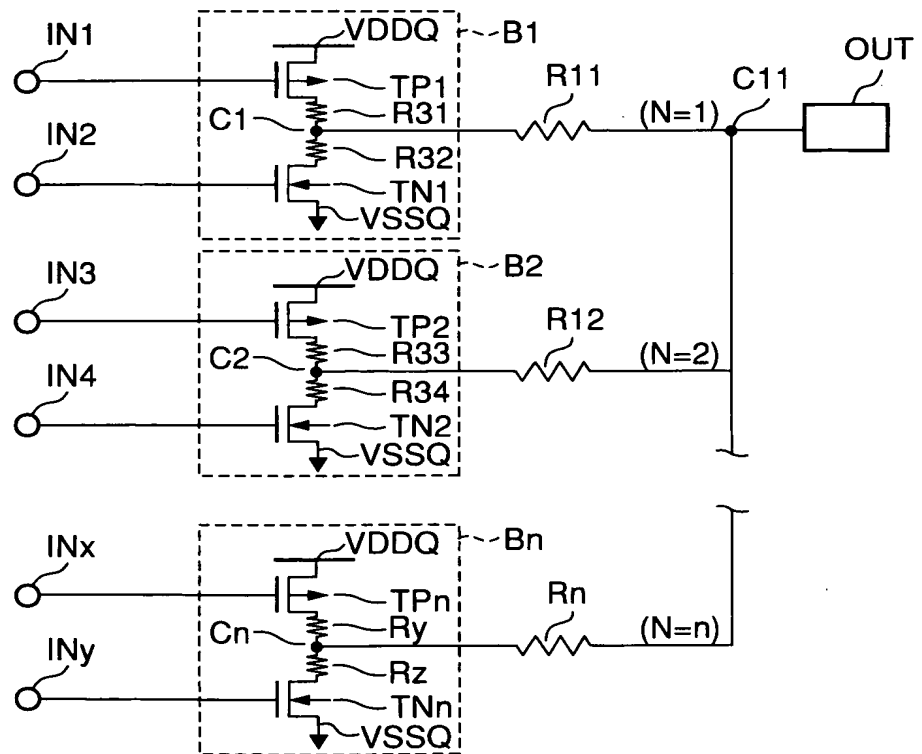 IN1
VDDQ
B1
OUT
TP1
R11
C11
R31
(N=1)
C1
IN2
R32
TN1
VSSQ
IN3
VDDQ
B2
TP2
R12
R33
(N=2)
C2
IN4
R34
TN2
VSSQ
INx
VDDQ
Bn
TPn
Rn
Ry
(N=n)
Cn
INy
Rz
TNn
VSSQ